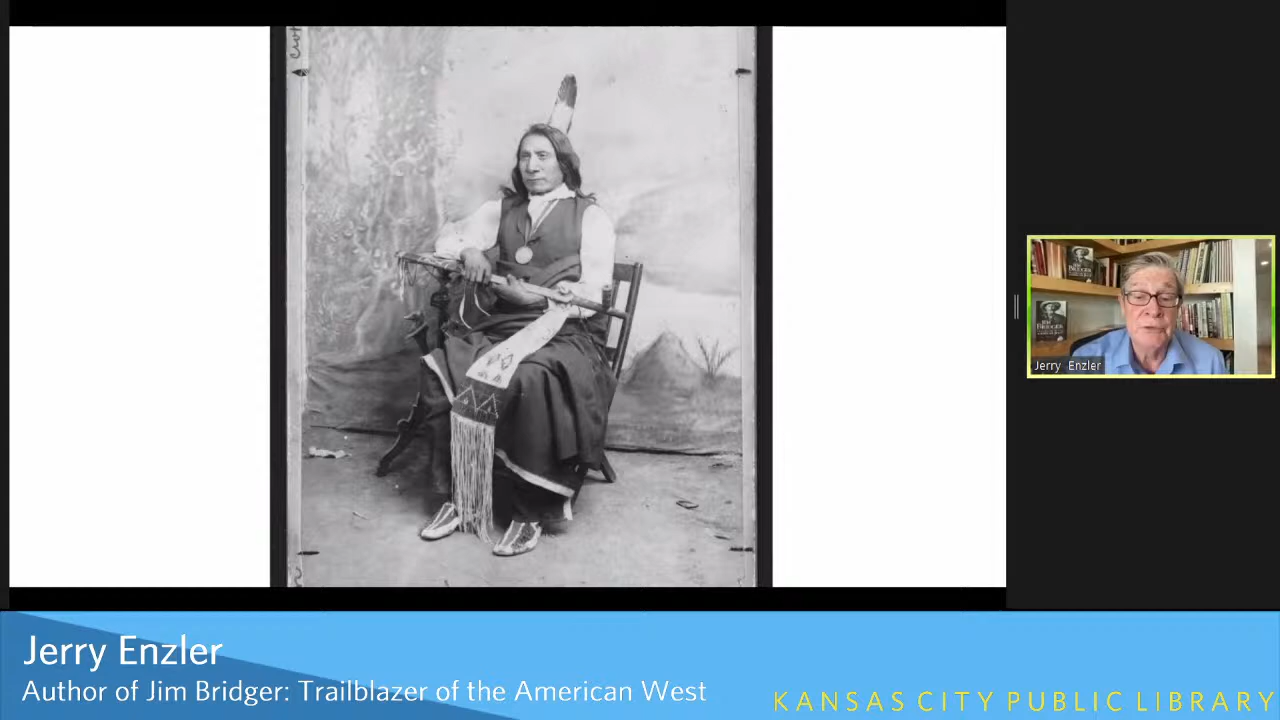 Jerry Enzler
Jerry Enzler
Author of Jim Bridger: Trailblazer of the American West
KANSAS CITY PUBLIC LIBRARY